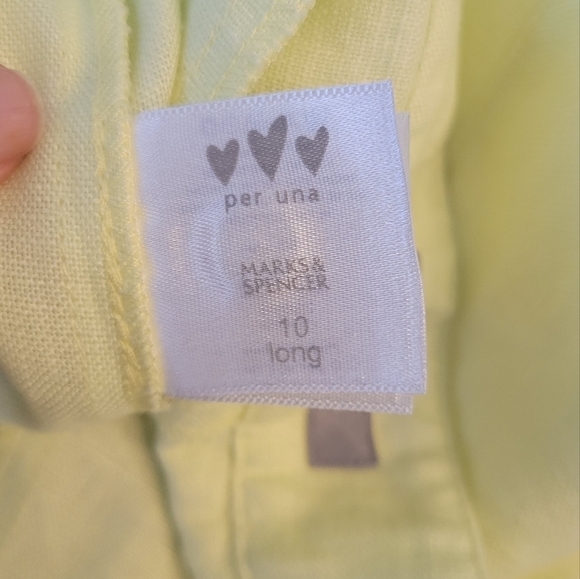 per una
MARKS&
SPENCER
10
long